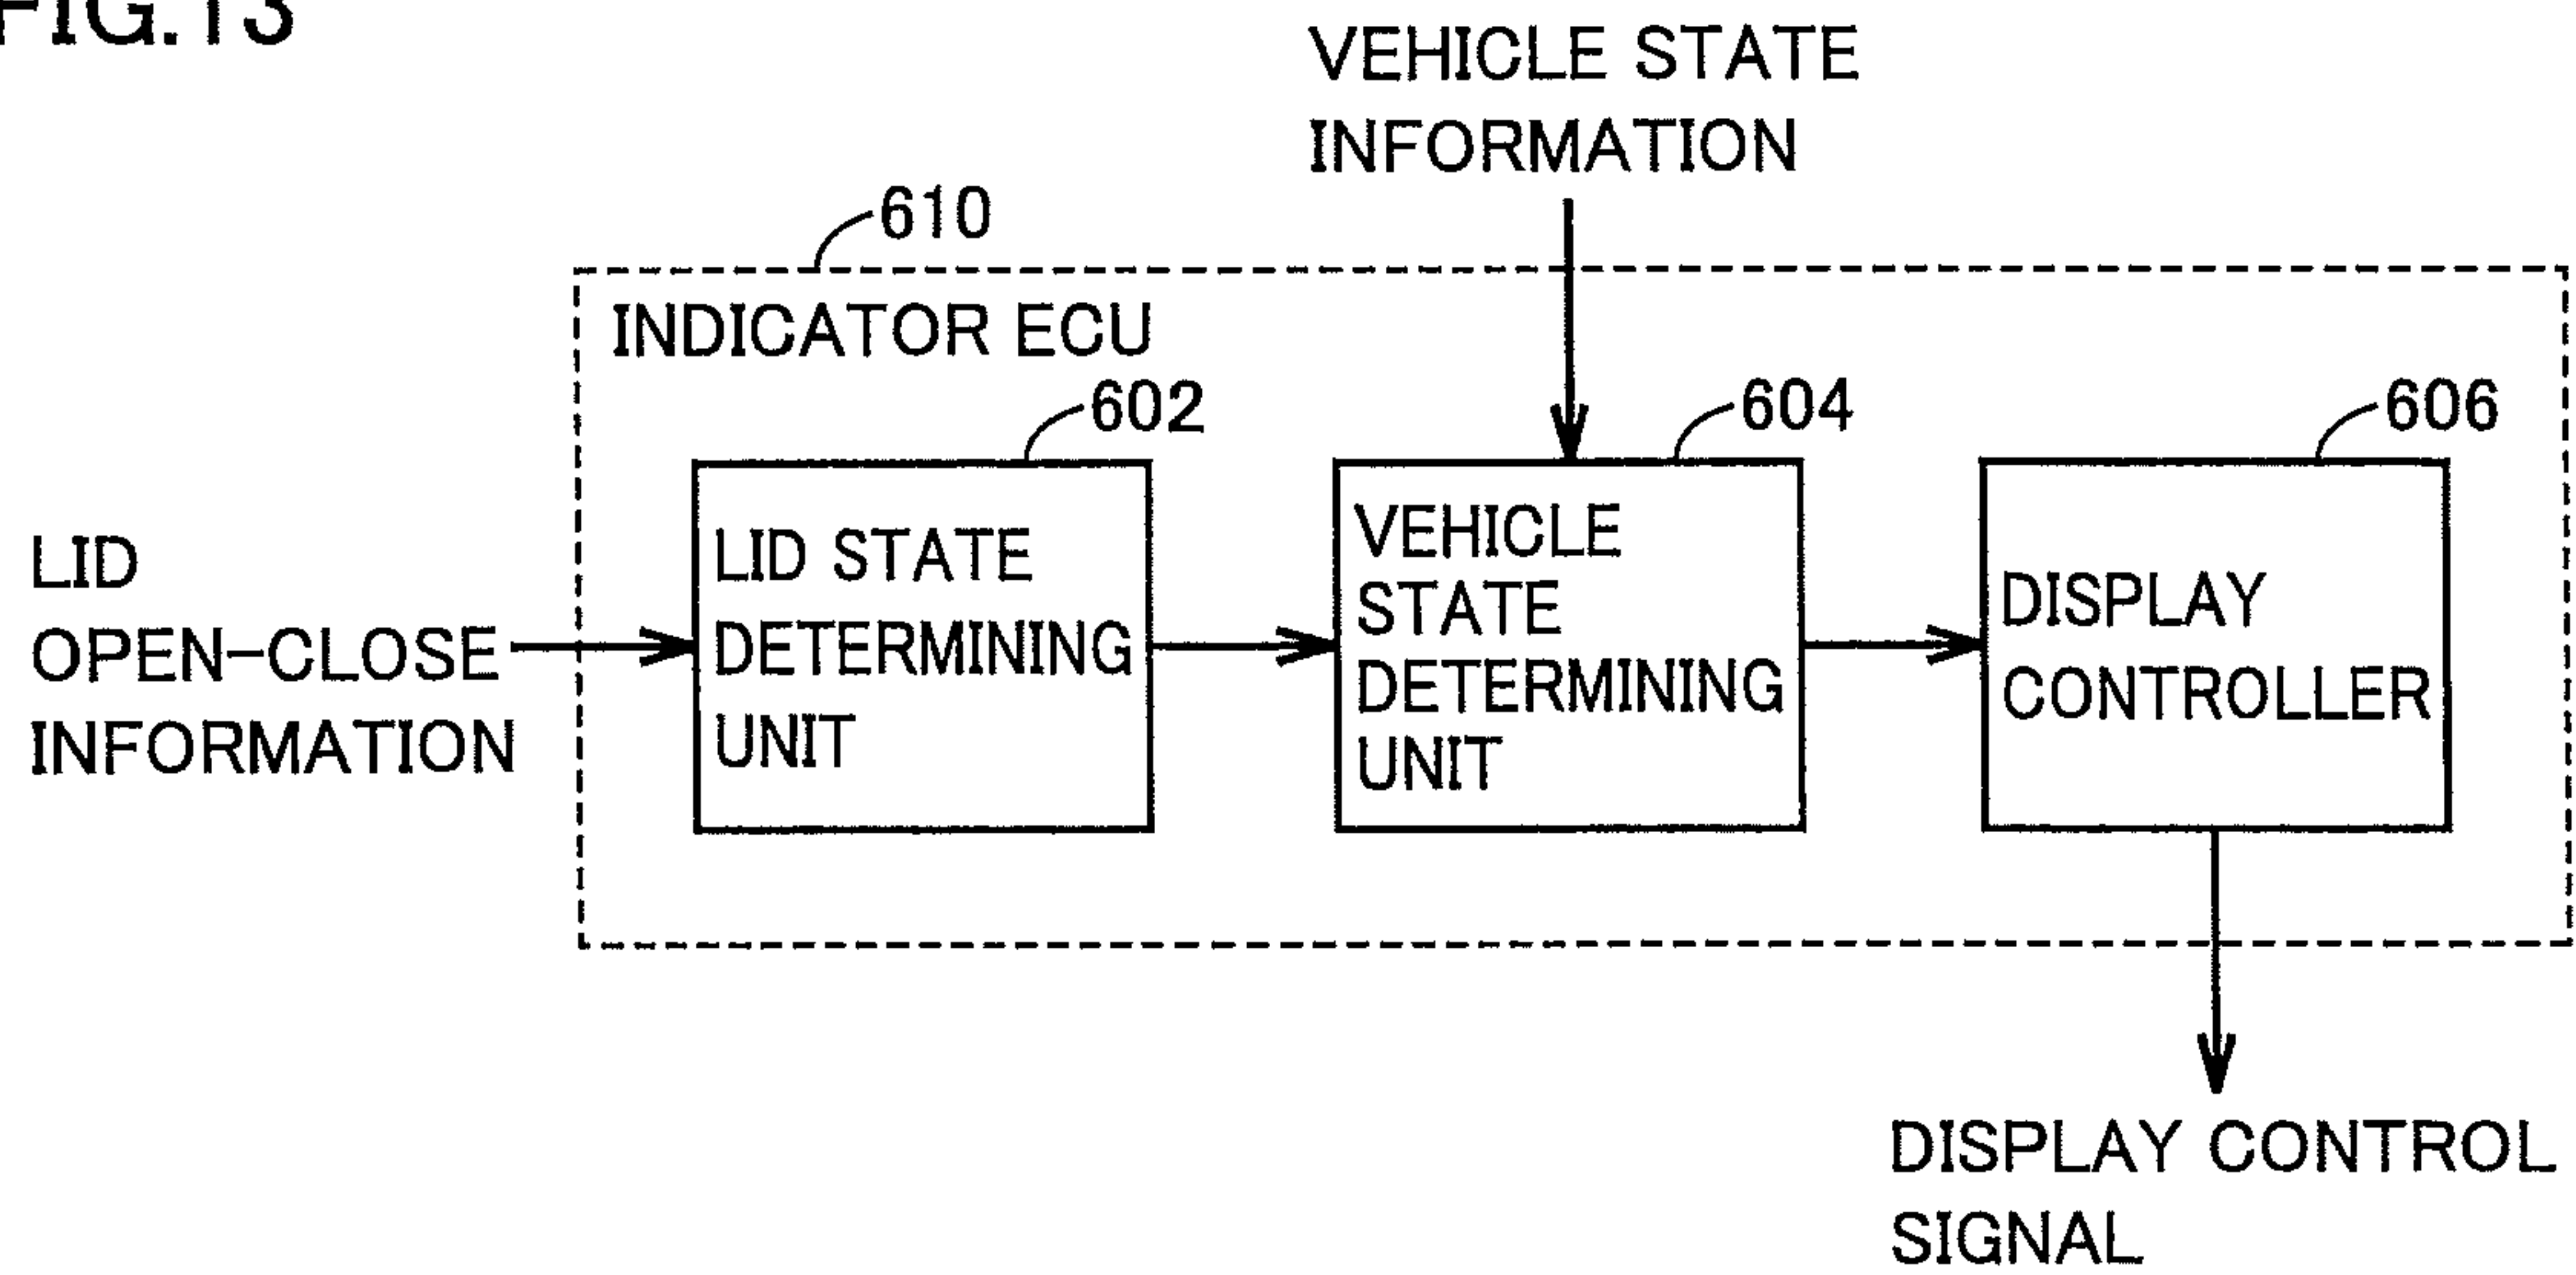 FIG.13
VEHICLE STATE
INFORMATION
610
INDICATOR ECU
602
604
606
LID
OPEN-CLOSE
INFORMATION
LID STATE
DETERMINING
UNIT
VEHICLE
STATE
DETERMINING
UNIT
DISPLAY
CONTROLLER
DISPLAY CONTROL
SIGNAL